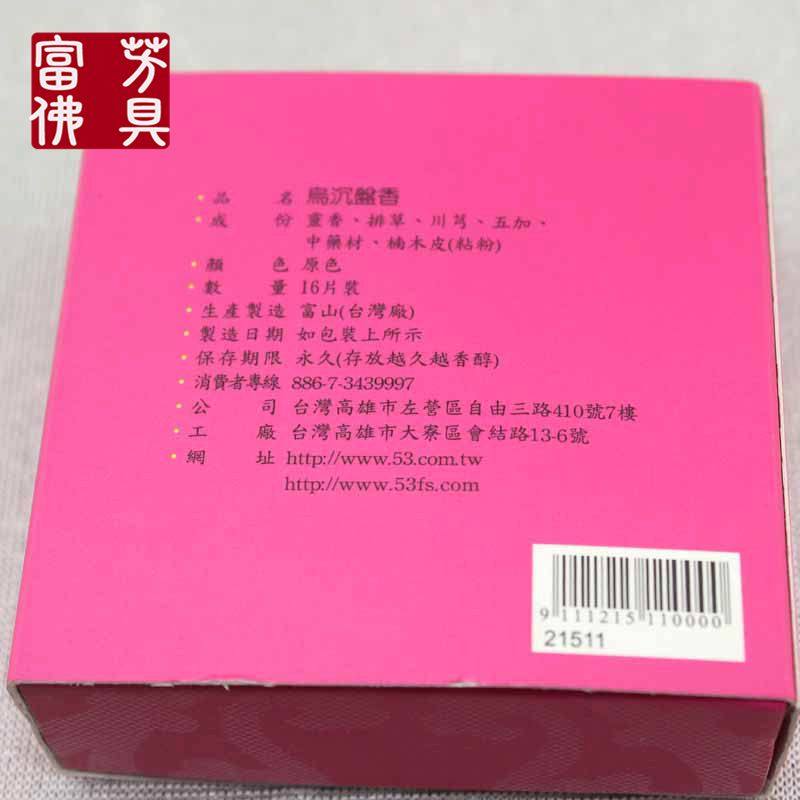 富芳
佛具
•品名 烏沉盤香
•成份 靈香、排草、川芎、五加、
中藥材、楠木皮(粘粉)
•顏色 原色
•數量 16片裝
•生產製造 富山(台灣廠)
•製造日期 如包裝上所示
•保存期限 永久(存放越久越香醇)
•消費者專線 886-7-3439997
•公司 台灣高雄市左營區自由三路410號7樓
•工廠 台灣高雄市大寮區會結路13-6號
•網址 http://www.53.com.tw
http://www.53fs.com
9 111215 110000
21511